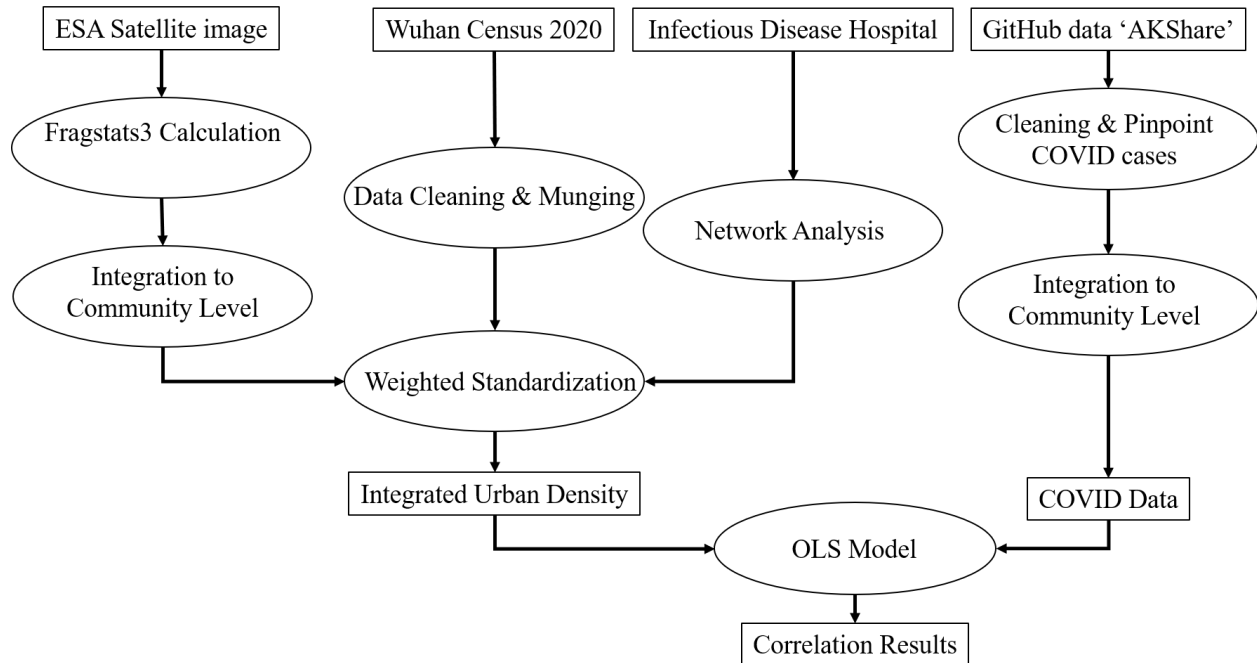 ESA Satellite image
Wuhan Census 2020
Infectious Disease Hospital
GitHub data ‘AKShare’
Fragstats3 Calculation
Cleaning & Pinpoint
COVID cases
Data Cleaning & Munging
Network Analysis
Integration to
Community Level
Integration to
Community Level
Weighted Standardization
Integrated Urban Density
COVID Data
OLS Model
Correlation Results